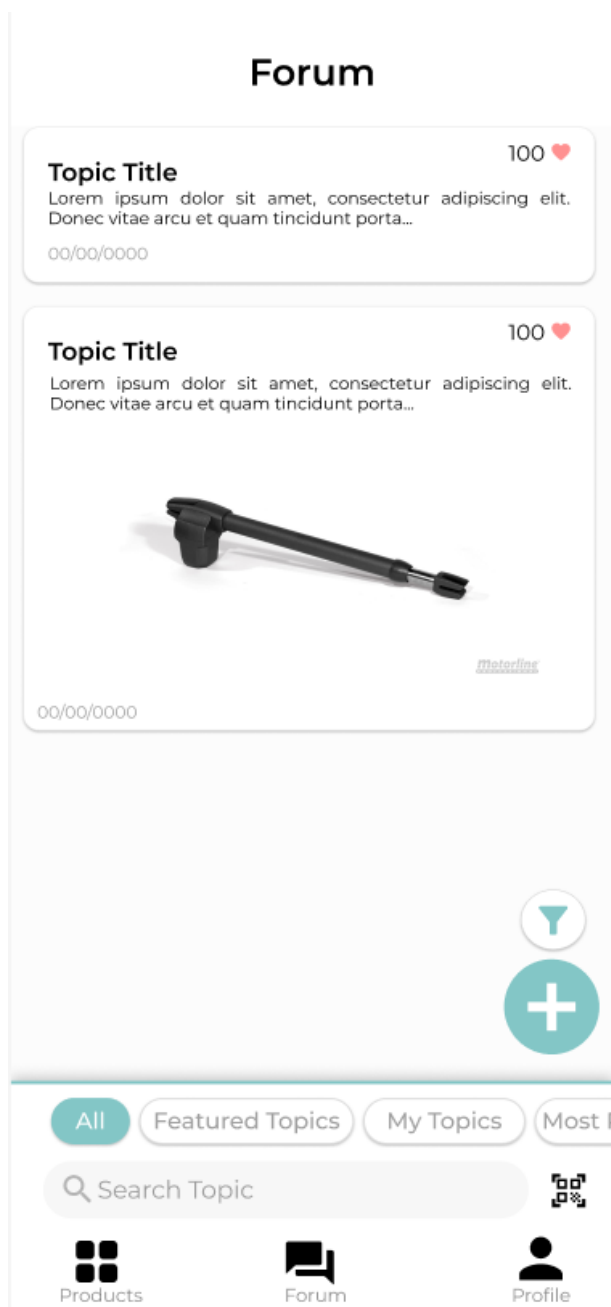 Forum
100
Topic Title
Lorem ipsum dolor sit amet, consectetur adipiscing elit.
Donec vitae arcu et quam tincidunt porta...
00/00/0000
100
Topic Title
Lorem ipsum dolor sit amet, consectetur adipiscing elit.
Donec vitae arcu et quam tincidunt porta...
Motorline
00/00/0000
All Featured Topics My Topics Most
Search Topic
Products Forum Profile